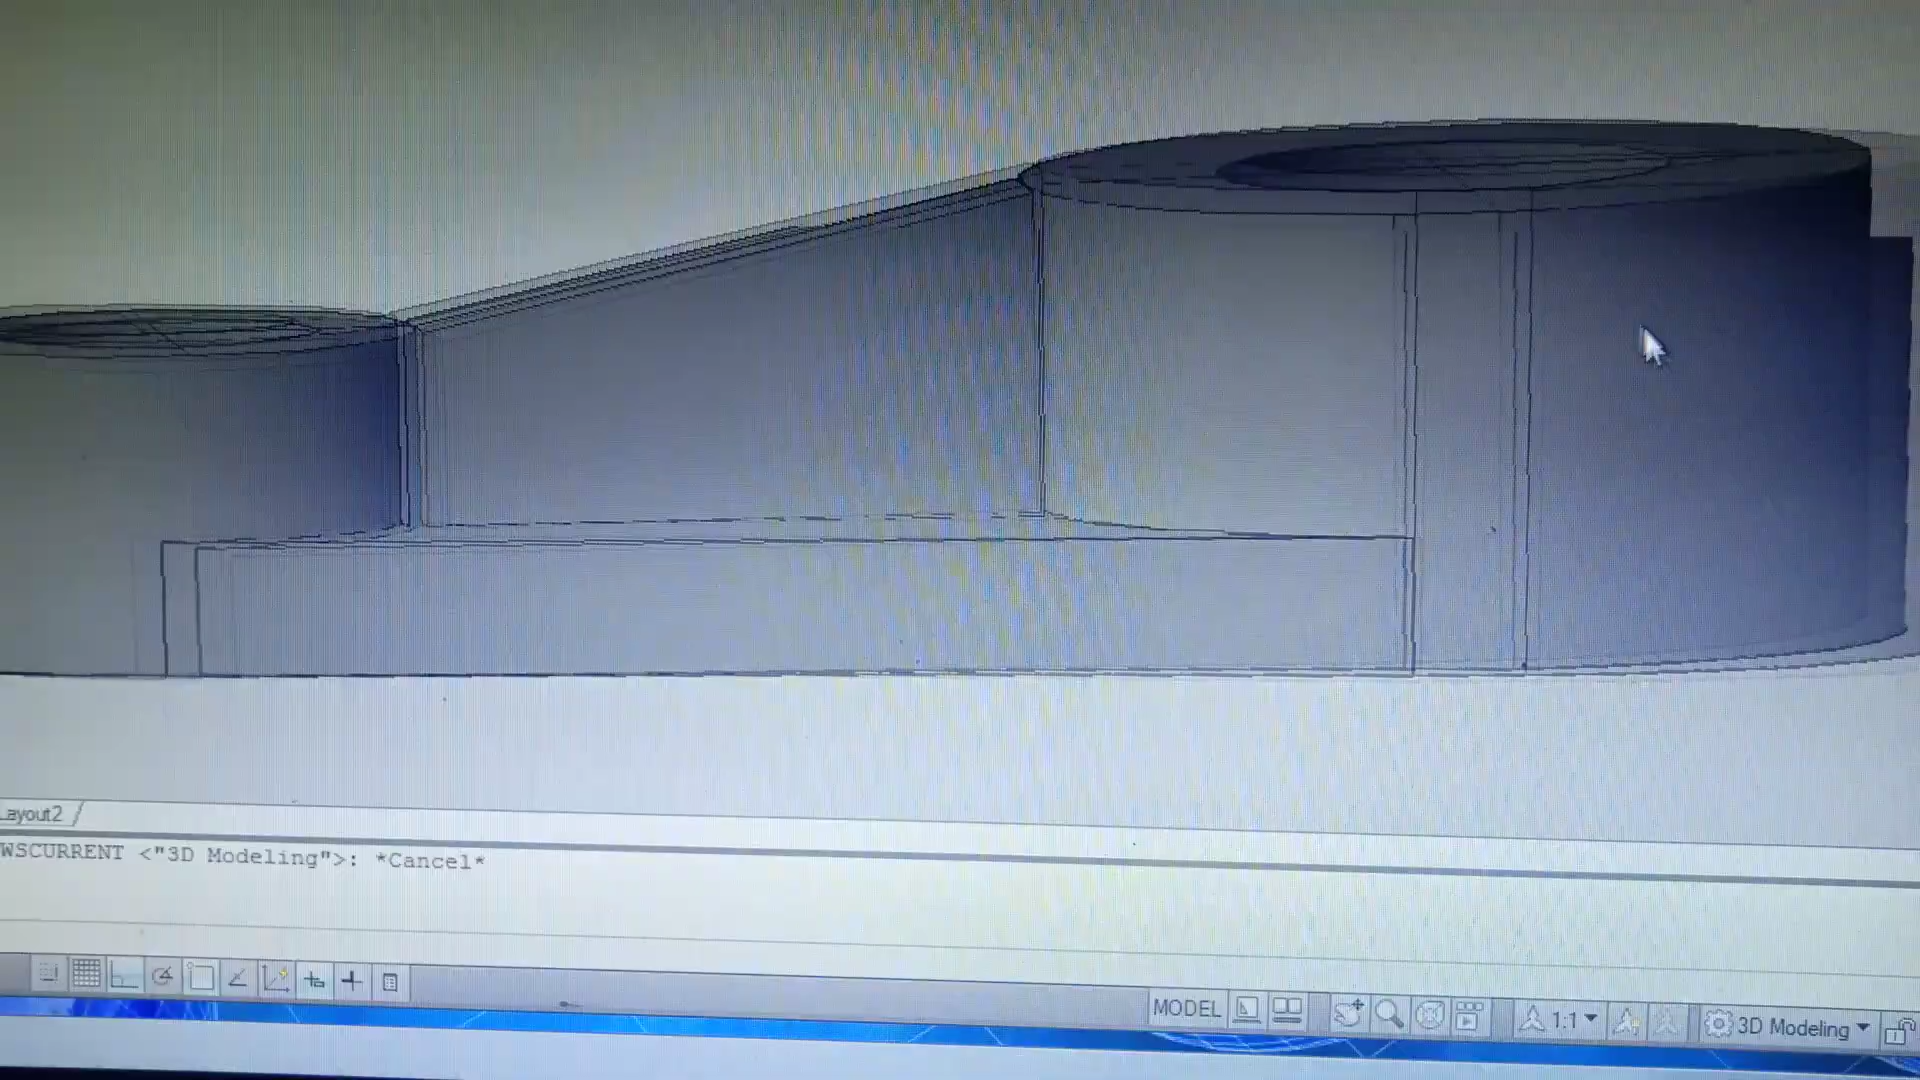 Layout2
WSCURRENT <"3D Modeling">: *Cancel*
MODEL
1:1
3D Modeling